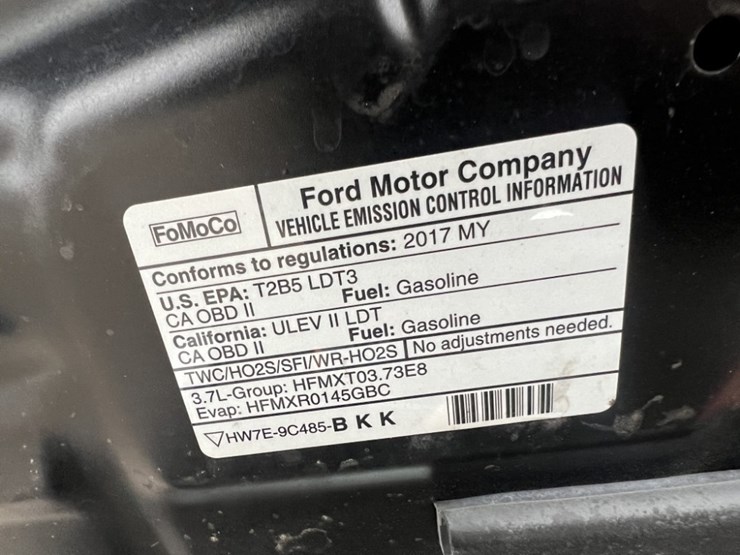 FoMoCo
Ford Motor Company
VEHICLE EMISSION CONTROL INFORMATION
Conforms to regulations: 2017 MY
U.S. EPA: T2B5 LDT3
CA OBD II Fuel: Gasoline
California: ULEV II LDT
CA OBD II Fuel: Gasoline
TWC/HO2S/SFI/WR-HO2S No adjustments needed.
3.7L-Group: HFMXT03.73E8
Evap: HFMXR0145GBC
HW7E-9C485-B K K